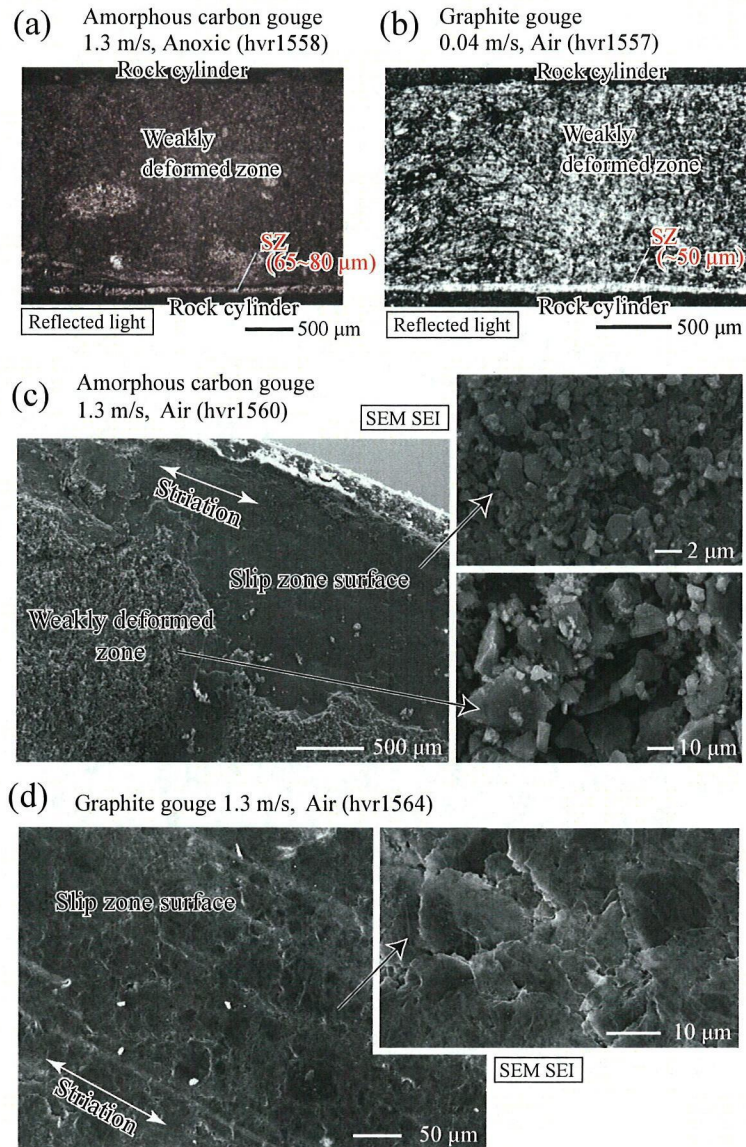 (a)
Amorphous carbon gouge
1.3 m/s, Anoxic (hvr1558)
Rock cylinder
Weakly
deformed zone
SZ
(65~80 μm)
Rock cylinder
Reflected light
500 μm
(b)
Graphite gouge
0.04 m/s, Air (hvr1557)
Rock cylinder
Weakly
deformed zone
SZ
(~50 μm)
Rock cylinder
Reflected light
500 μm
(c)
Amorphous carbon gouge
1.3 m/s, Air (hvr1560)
SEM SEI
Striation
Slip zone surface
Weakly deformed
zone
500 μm
2 μm
10 μm
(d)
Graphite gouge 1.3 m/s, Air (hvr1564)
Slip zone surface
Striation
50 μm
10 μm
SEM SEI